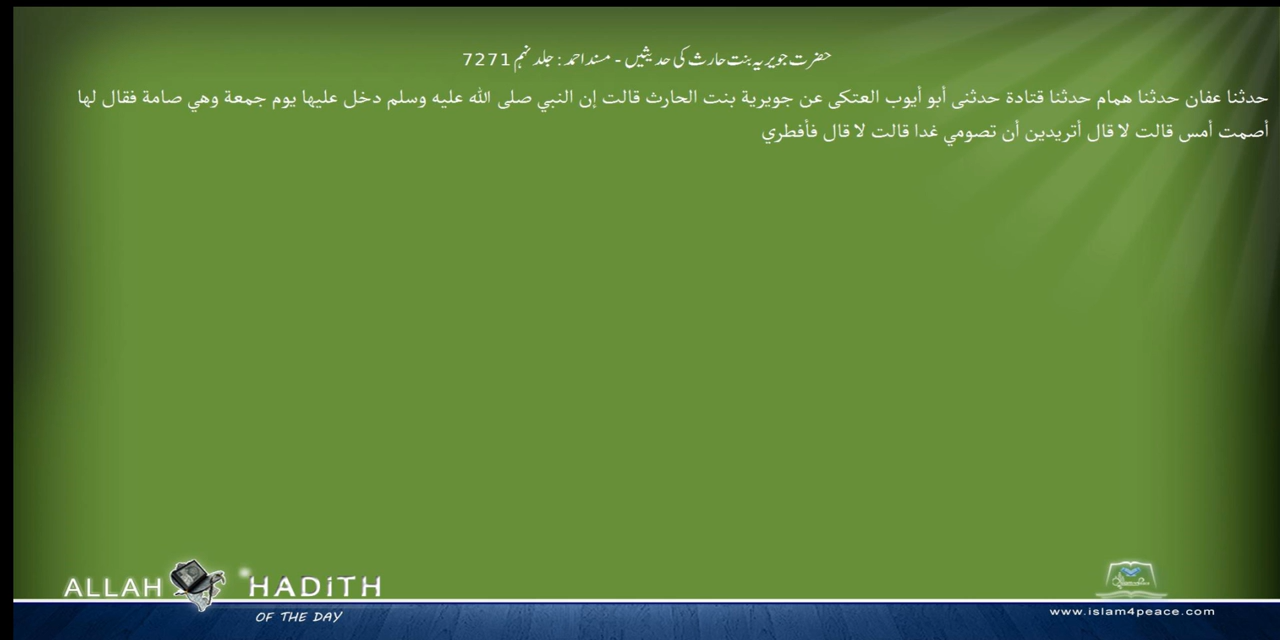 حضرت جویریہ بنت حارث کی حدیثیں - مسند احمد : جلد نہم 7271
حدثنا عفان حدثنا همام حدثنا قتادة حدثنى أبو أيوب العتكى عن جويرية بنت الحارث قالت إن النبي صلى الله عليه وسلم دخل عليها يوم جمعة وهي صامة فقال لها
أصمت أمس قالت لا قال أتريدين أن تصومي غدا قالت لا قال فأفطري
ALLAH HADITH
OF THE DAY
www.islam4peace.com